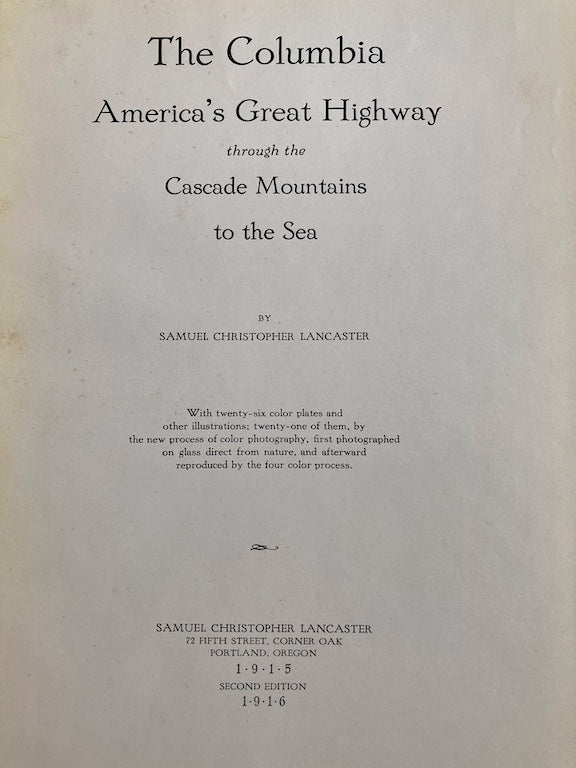 The Columbia
America's Great Highway
through the
Cascade Mountains
to the Sea
BY
SAMUEL CHRISTOPHER LANCASTER
With twenty-six color plates and
other illustrations; twenty-one of them, by
the new process of color photography, first photographed
on glass direct from nature, and afterward
reproduced by the four color process.
SAMUEL CHRISTOPHER LANCASTER
72 FIFTH STREET, CORNER OAK
PORTLAND, OREGON
1·9·1·5
SECOND EDITION
1·9·1·6